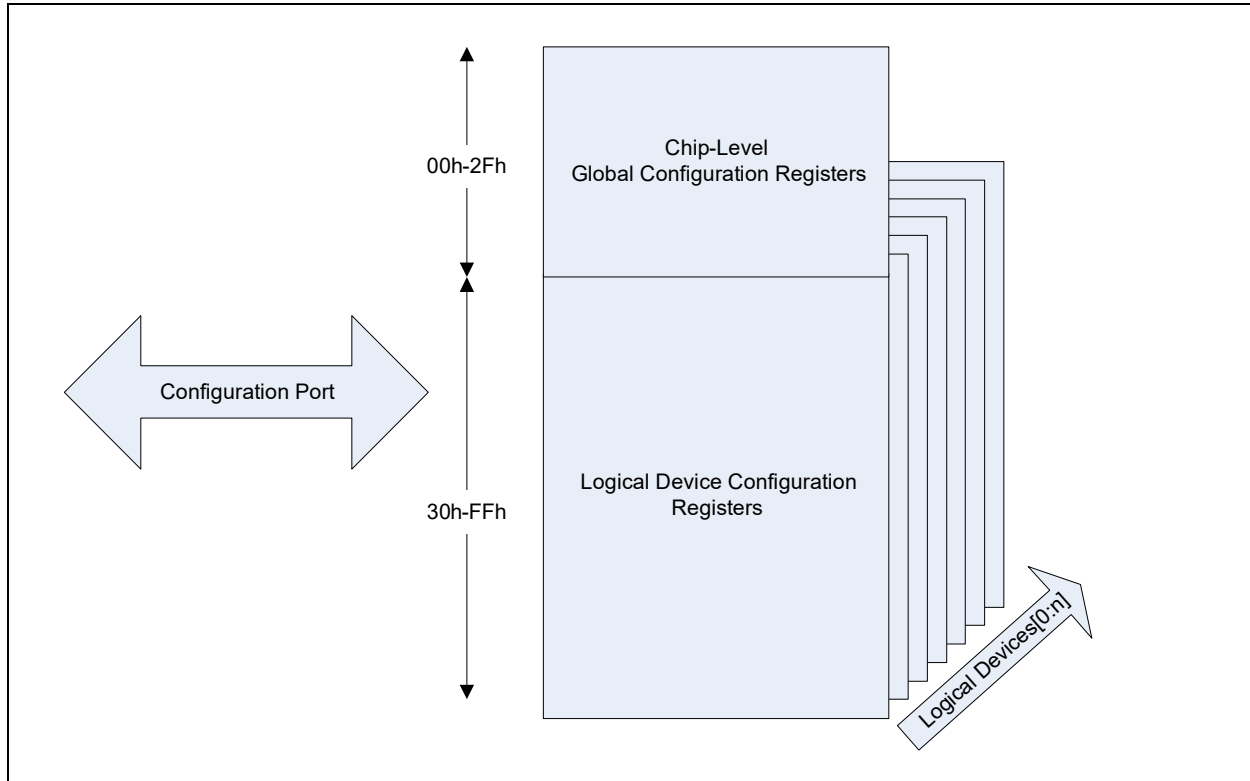 00h-2Fh
Chip-Level
Global Configuration Registers
Configuration Port
30h-FFh
Logical Device Configuration
Registers
Logical Devices[0:n]